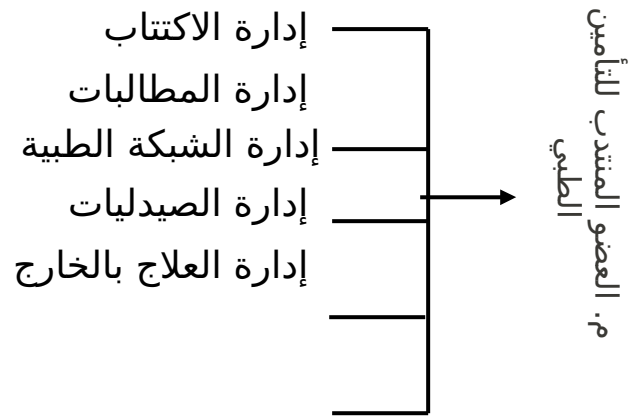 إدارة الاكتتاب
إدارة المطالبات
إدارة الشبكة الطبية
إدارة الصيدليات
إدارة العلاج بالخارج
م. العضو المنتدب للتأمين
الطبي